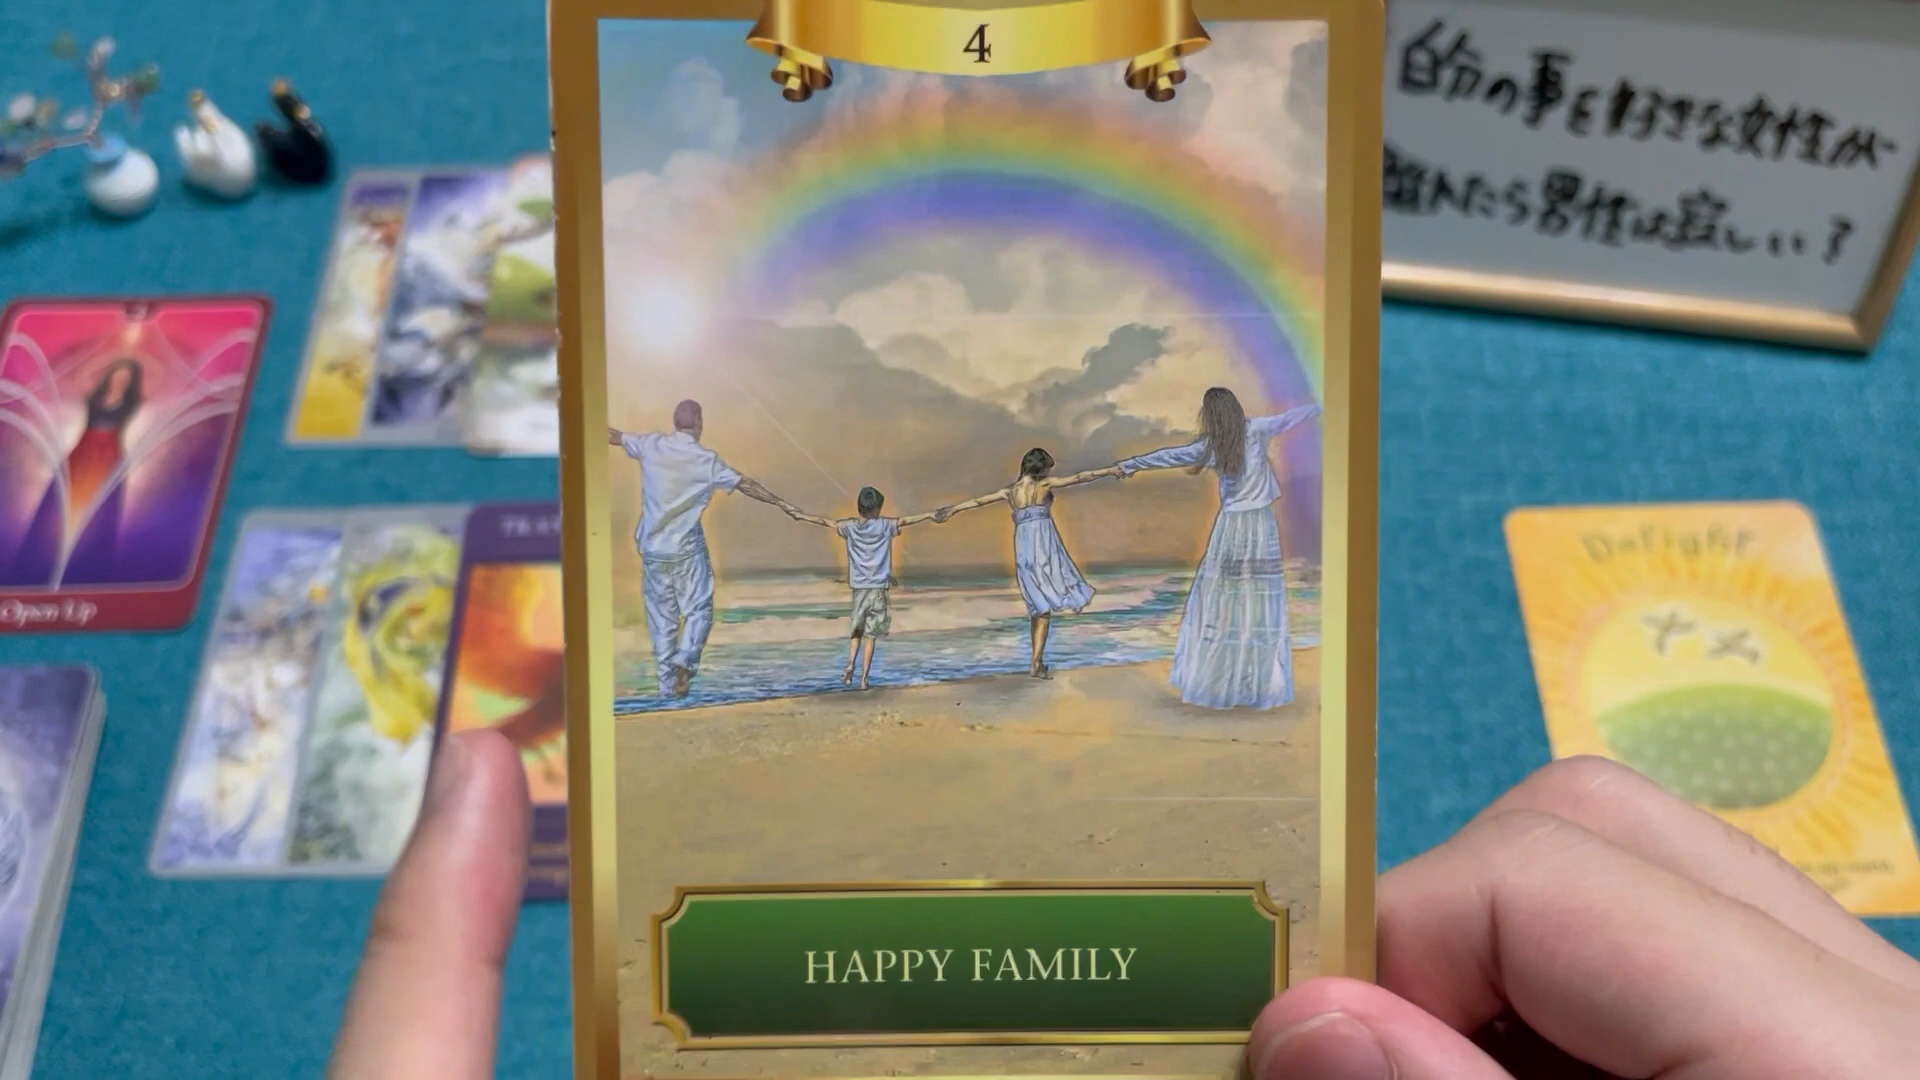 4
自分の事を好きな女性が
離れたら男性は寂しい？
Delight
Open Up
HAPPY FAMILY